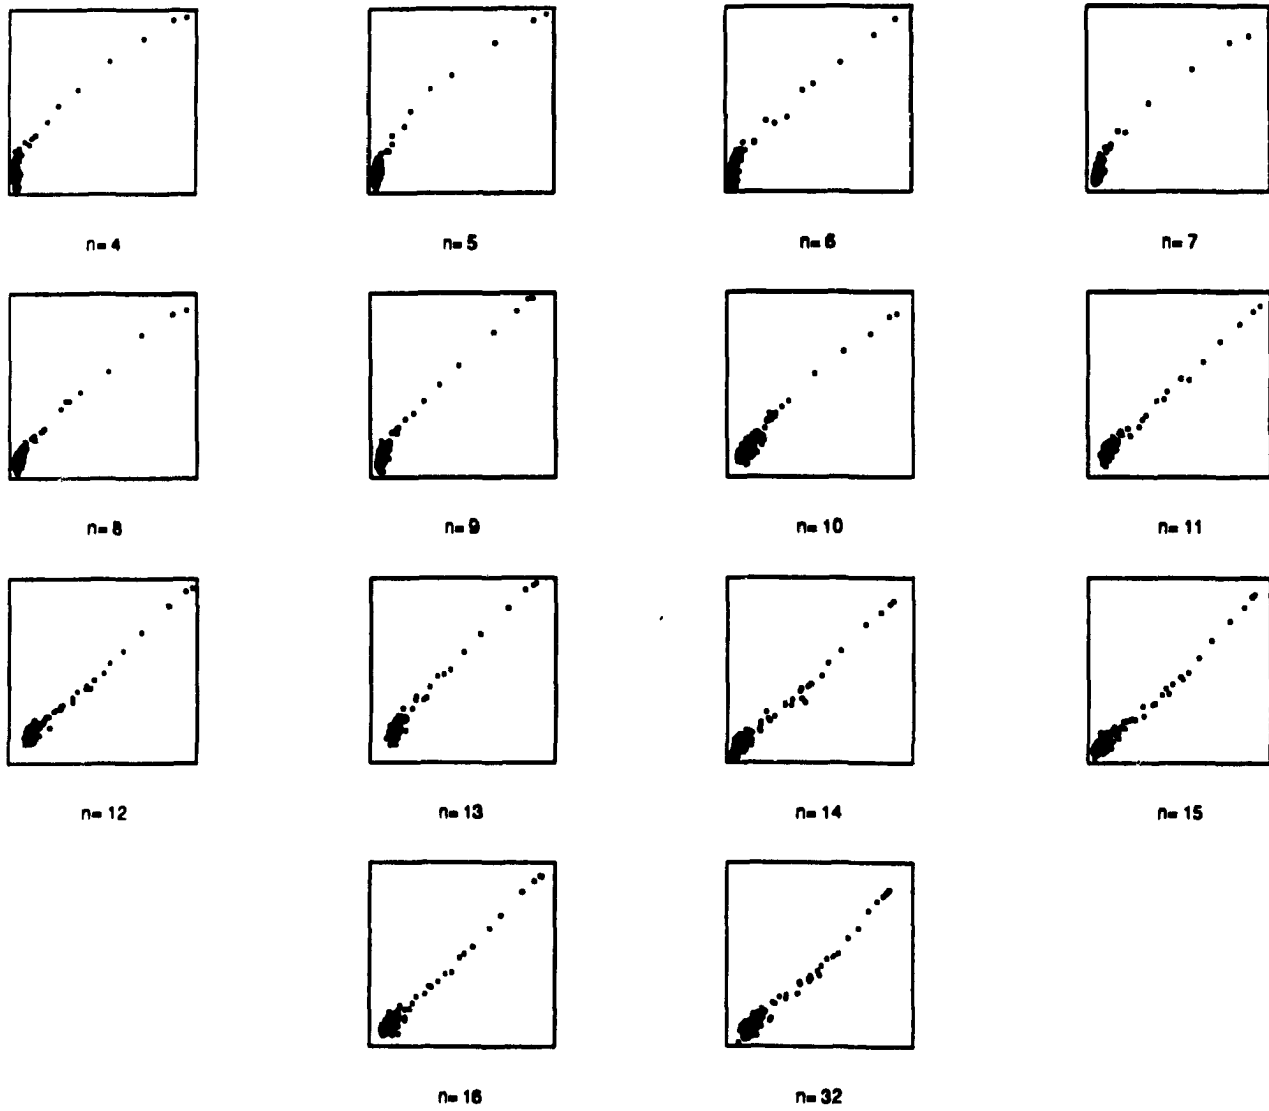 n= 4
n= 5
n= 6
n= 7
n= 8
n= 9
n= 10
n= 11
n= 12
n= 13
n= 14
n= 15
n= 16
n= 32